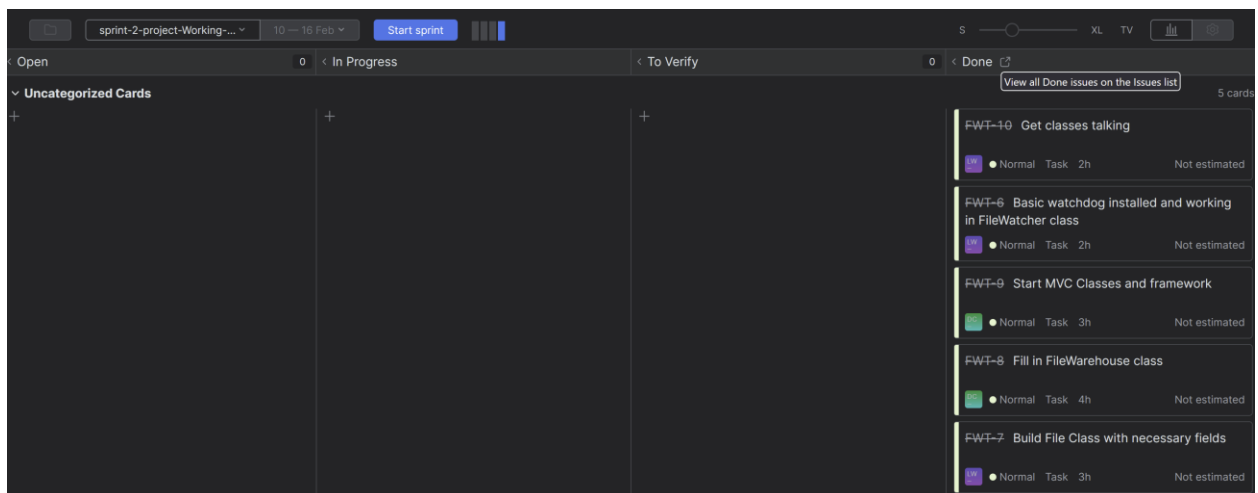 sprint-2-project-Working-...
10 — 16 Feb
Start sprint
S
XL
TV
Open
0
In Progress
To Verify
0
Done
View all Done issues on the Issues list
Uncategorized Cards
5 cards
FWT-10 Get classes talking
LW
Normal Task 2h Not estimated
FWT-6 Basic watchdog installed and working
in FileWatcher class
LW
Normal Task 2h Not estimated
FWT-9 Start MVC Classes and framework
DC
Normal Task 3h Not estimated
FWT-8 Fill in FileWarehouse class
DC
Normal Task 4h Not estimated
FWT-7 Build File Class with necessary fields
LW
Normal Task 3h Not estimated